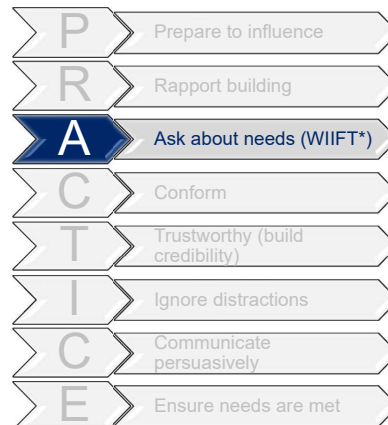 P Prepare to influence
R Rapport building
A Ask about needs (WIIFT*)
C Conform
T Trustworthy (build
credibility)
I Ignore distractions
C Communicate
persuasively
E Ensure needs are met